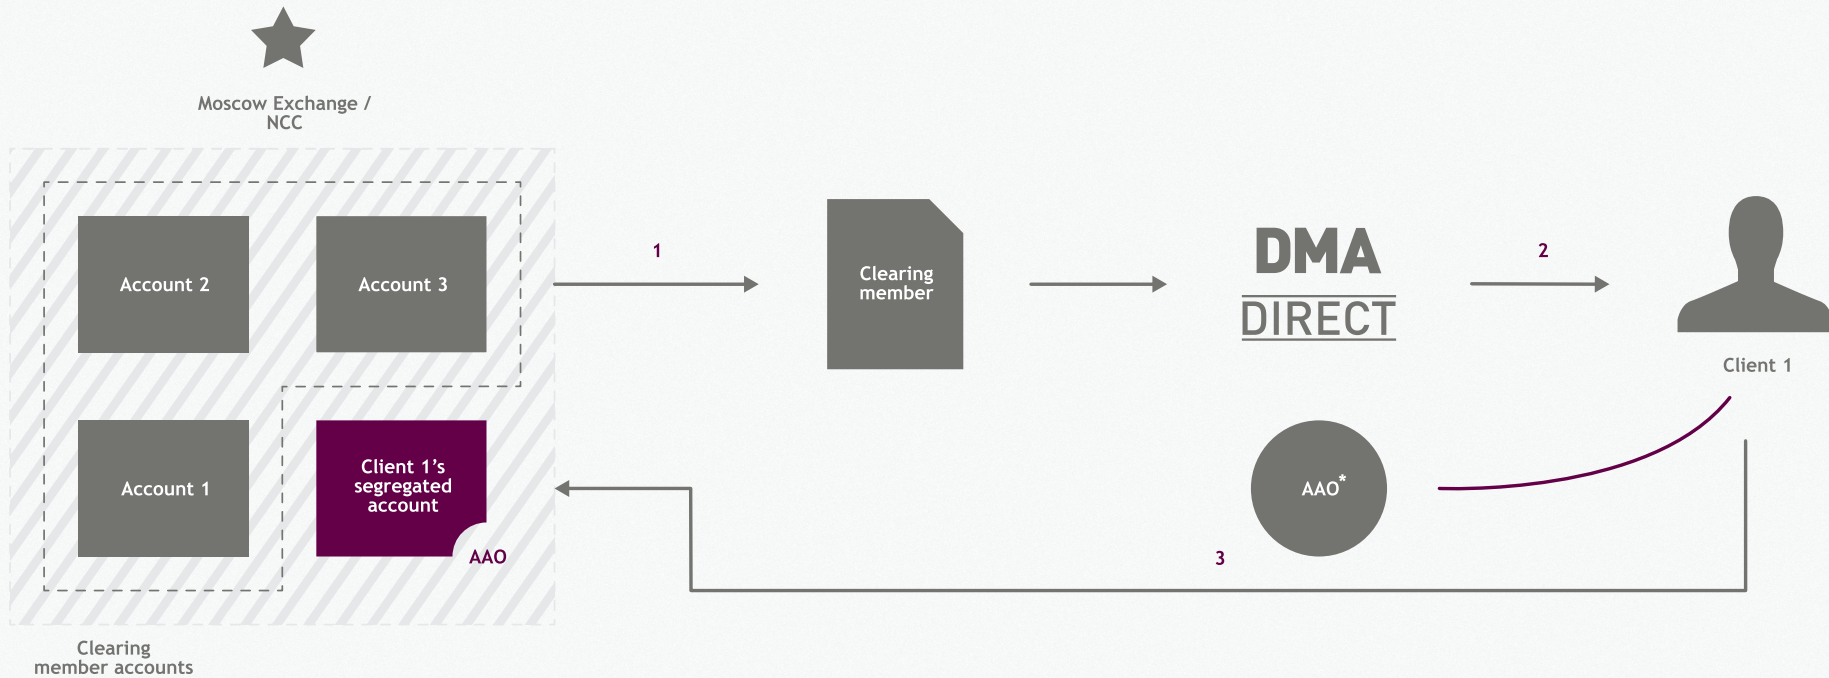 Moscow Exchange /
NCC
Account 2
Account 3
1
Clearing
member
DMA
DIRECT
2
Client 1
Account 1
Client 1’s
segregated
account
AAO
AAO*
3
Clearing
member accounts